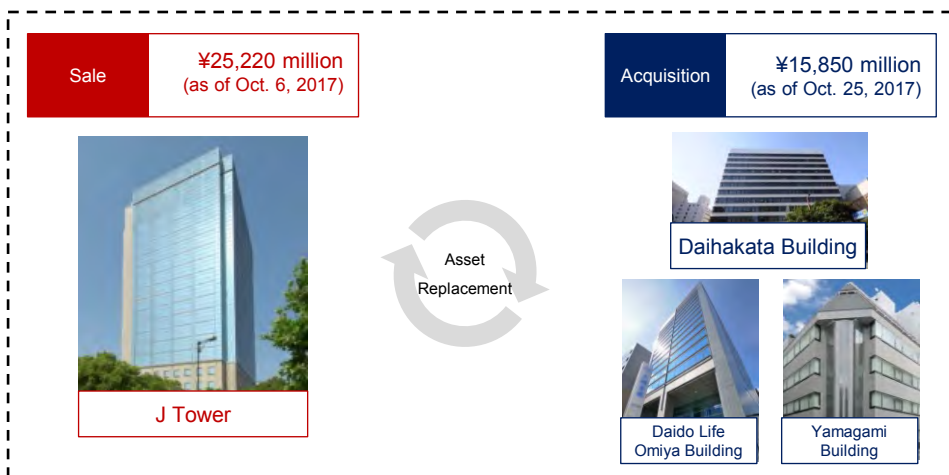 Sale
¥25,220 million
(as of Oct. 6, 2017)
J Tower
Asset
Replacement
Acquisition
¥15,850 million
(as of Oct. 25, 2017)
Daihakata Building
Daido Life
Omiya Building
Yamagami
Building